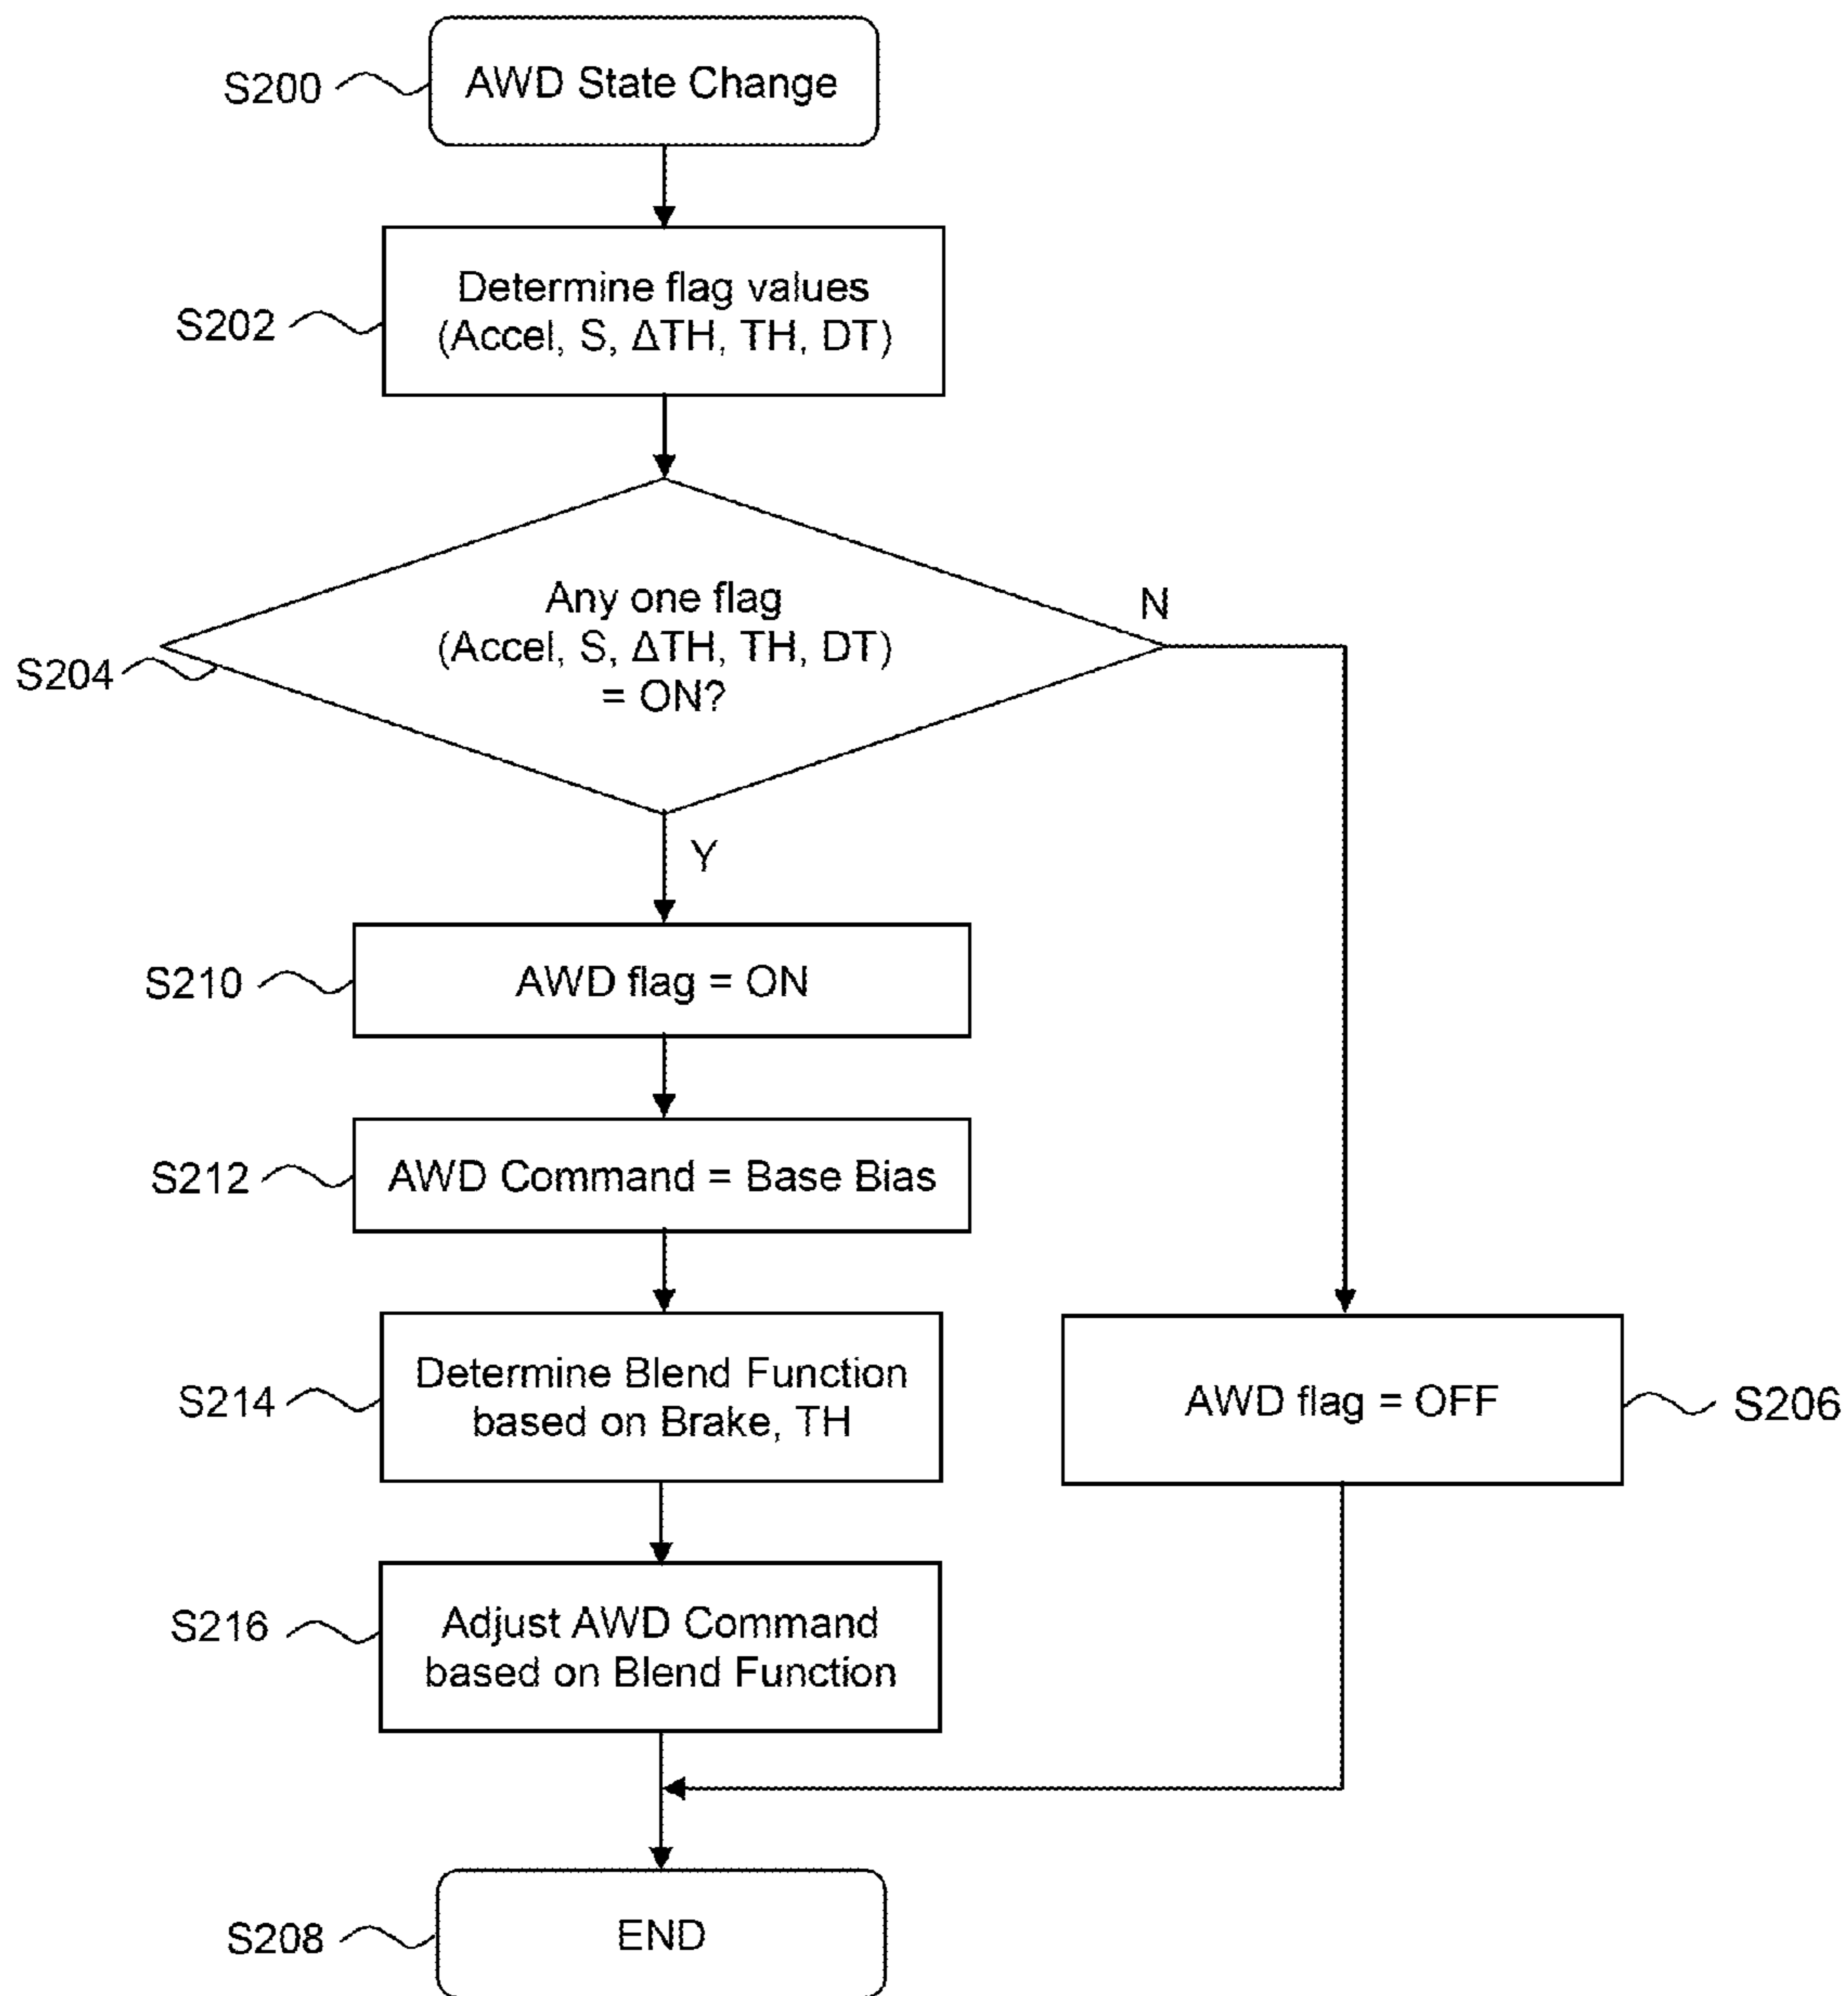 S200
AWD State Change
S202
Determine flag values
(Accel, S, ΔTH, TH, DT)
S204
Any one flag
(Accel, S, ΔTH, TH, DT)
= ON?
N
Y
S210
AWD flag = ON
S212
AWD Command = Base Bias
S214
Determine Blend Function
based on Brake, TH
AWD flag = OFF
S206
S216
Adjust AWD Command
based on Blend Function
S208
END